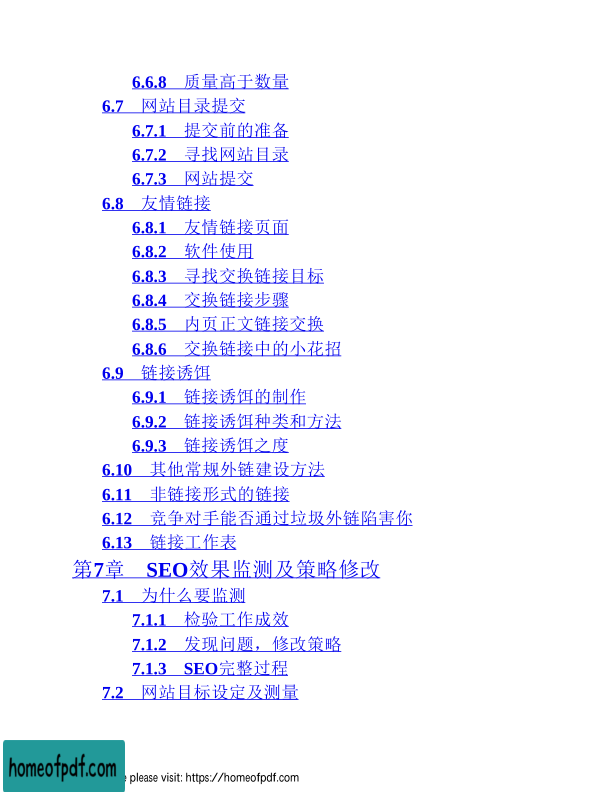 6.6.8 质量高于数量
6.7 网站目录提交
6.7.1 提交前的准备
6.7.2 寻找网站目录
6.7.3 网站提交
6.8 友情链接
6.8.1 友情链接页面
6.8.2 软件使用
6.8.3 寻找交换链接目标
6.8.4 交换链接步骤
6.8.5 内页正文链接交换
6.8.6 交换链接中的小花招
6.9 链接诱饵
6.9.1 链接诱饵的制作
6.9.2 链接诱饵种类和方法
6.9.3 链接诱饵之度
6.10 其他常规外链建设方法
6.11 非链接形式的链接
6.12 竞争对手能否通过垃圾外链陷害你
6.13 链接工作表
第7章 SEO效果监测及策略修改
7.1 为什么要监测
7.1.1 检验工作成效
7.1.2 发现问题，修改策略
7.1.3 SEO完整过程
7.2 网站目标设定及测量
homeofpdf.com
please visit: https://homeofpdf.com